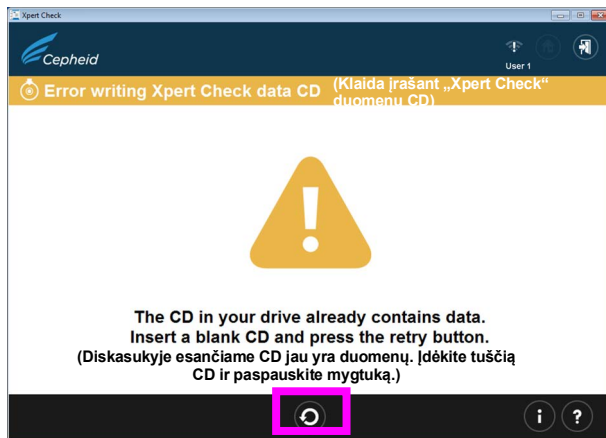 Xpert Check
Cepheid
User 1
Error writing Xpert Check data CD (Klaida įrašant „Xpert Check“
duomenų CD)
The CD in your drive already contains data.
Insert a blank CD and press the retry button.
(Diskasukyje esančiame CD jau yra duomenų. Įdėkite tuščią
CD ir paspauskite mygtuką.)
i ?